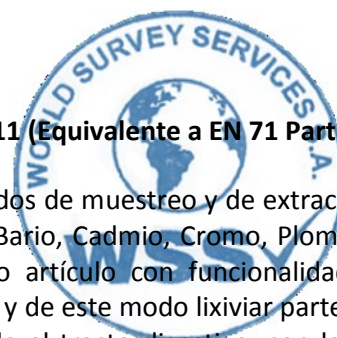 WORLD SURVEY SERVICES S.A.
11 (Equivalente a EN 71 Part
dos de muestreo y de extrac
Bario, Cadmio, Cromo, Plom
o artículo con funcionalida
y de este modo lixiviar parte
WSS